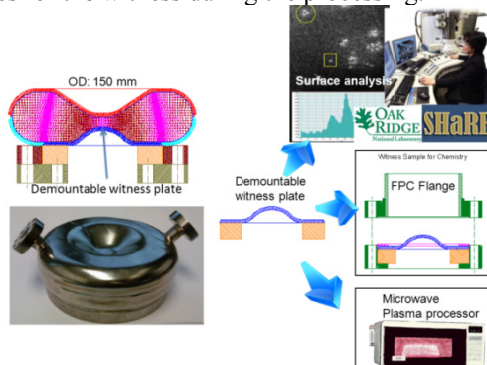 OD: 150 mm
Demountable witness plate
Demountable
witness plate
Surface analysis
OAK
RIDGE
National Laboratory
SHaRE
Witness Sample for Chemistry
FPC Flange
Microwave
Plasma processor